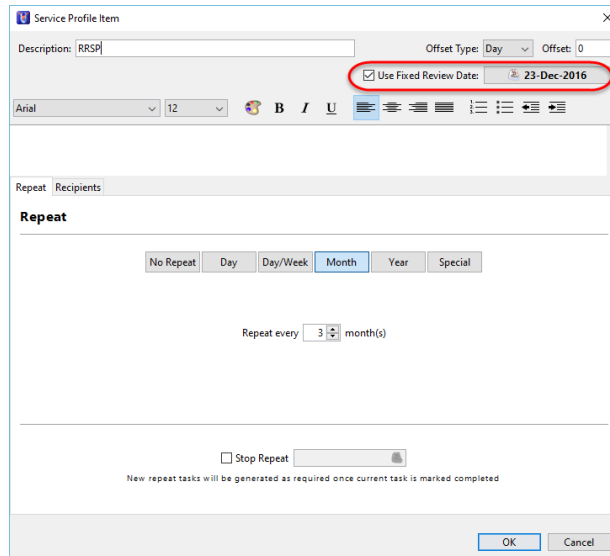 Service Profile Item
Description: RRSP Offset Type: Day Offset: 0
Use Fixed Review Date: 23-Dec-2016
Arial 12 B I U
Repeat Recipients
Repeat
No Repeat Day Day/Week Month Year Special
Repeat every 3 month(s)
Stop Repeat
New repeat tasks will be generated as required once current task is marked completed
OK Cancel